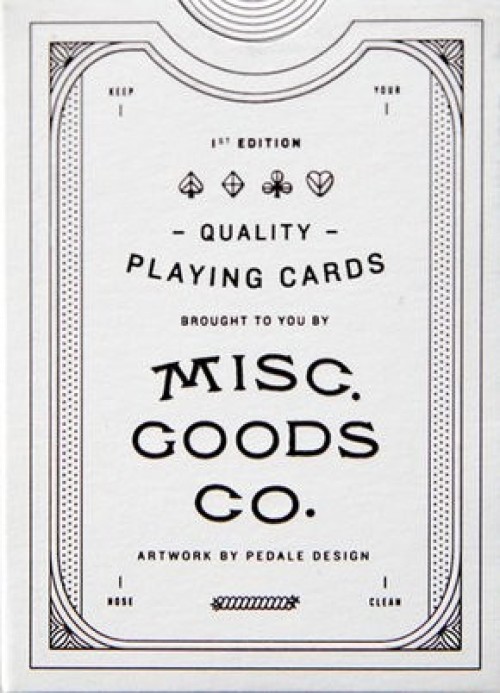 KEEP YOUR
1ST EDITION
- QUALITY -
PLAYING CARDS
BROUGHT TO YOU BY
MISC.
GOODS
CO.
ARTWORK BY PEDALE DESIGN
NOSE CLEAN